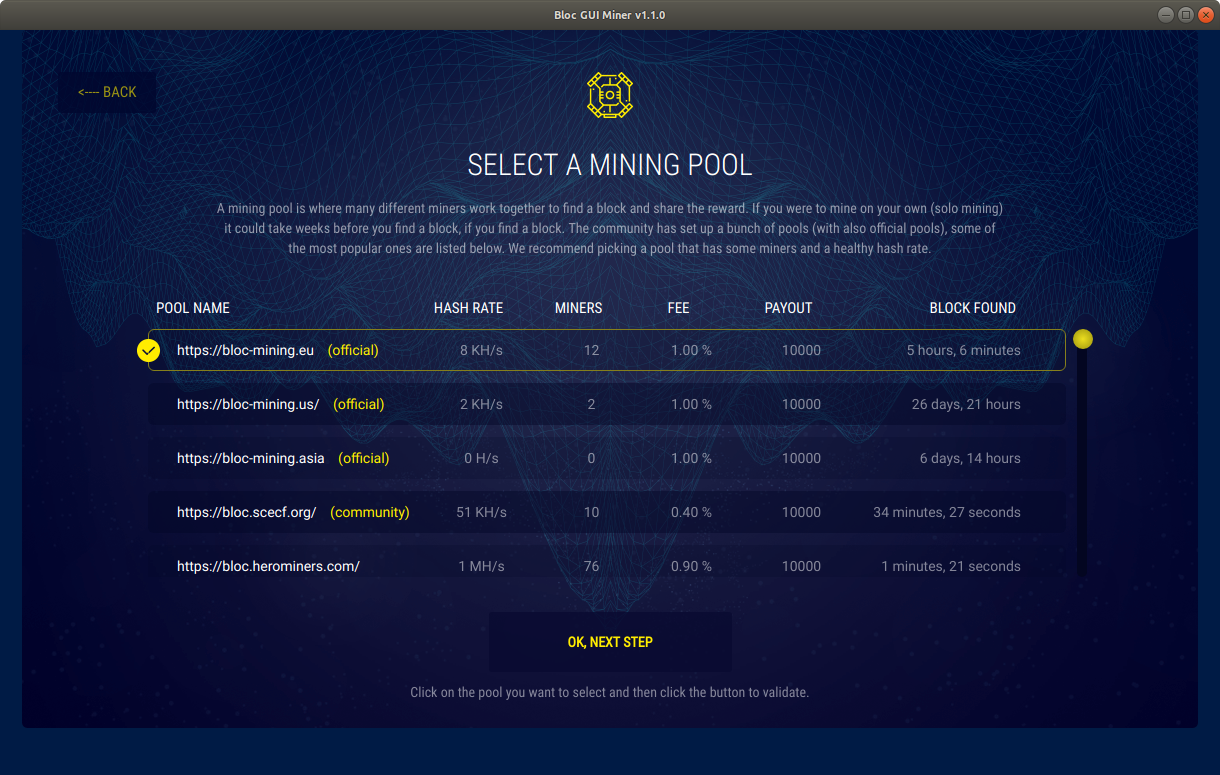 Bloc GUI Miner v1.1.0
<---- BACK
SELECT A MINING POOL
A mining pool is where many different miners work together to find a block and share the reward. If you were to mine on your own (solo mining)
it could take weeks before you find a block, if you find a block. The community has set up a bunch of pools (with also official pools), some of
the most popular ones are listed below. We recommend picking a pool that has some miners and a healthy hash rate.
POOL NAME HASH RATE MINERS FEE PAYOUT BLOCK FOUND
https://bloc-mining.eu (official) 8 KH/s 12 1.00 % 10000 5 hours, 6 minutes
https://bloc-mining.us/ (official) 2 KH/s 2 1.00 % 10000 26 days, 21 hours
https://bloc-mining.asia (official) 0 H/s 0 1.00 % 10000 6 days, 14 hours
https://bloc.scecf.org/ (community) 51 KH/s 10 0.40 % 10000 34 minutes, 27 seconds
https://bloc.herominers.com/ 1 MH/s 76 0.90 % 10000 1 minutes, 21 seconds
OK, NEXT STEP
Click on the pool you want to select and then click the button to validate.